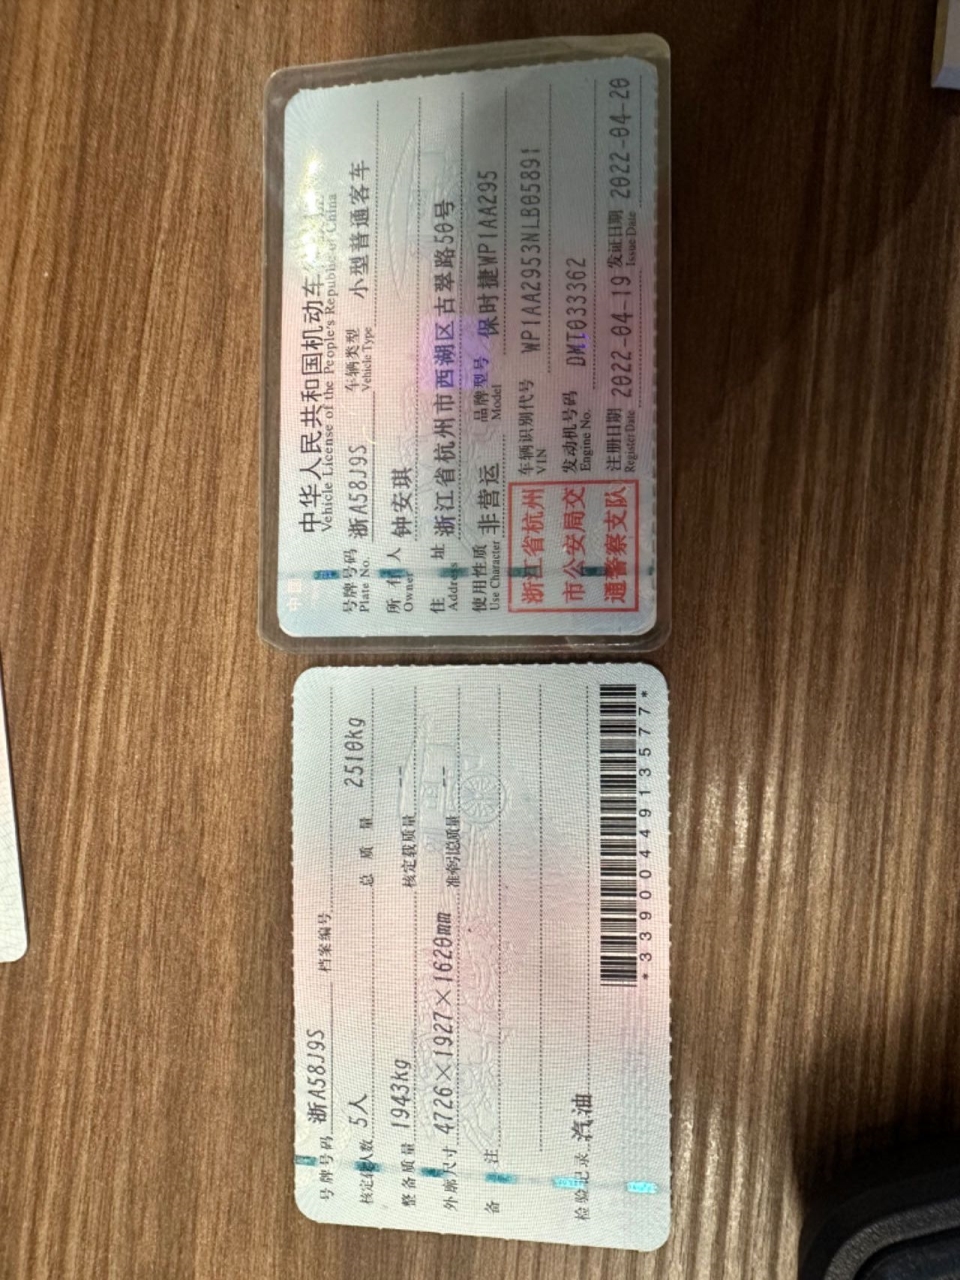 中华人民共和国机动车
Vehicle License of the People's Republic of China
号牌号码 浙A58J9S 车辆类型 小型普通客车
Plate No. Vehicle Type
所有人 钟安琪
Owner
住址 浙江省杭州市西湖区古翠路50号
Address
使用性质 非营运 品牌型号 保时捷WP1AA295
Use Character Model
浙江省杭州 车辆识别代号 WP1AA2953NLB05891
VIN
市公安局交 发动机号码 DMT033362
Engine No.
通警察支队 注册日期 2022-04-19 发证日期 2022-04-20
Register Date Issue Date
号牌号码 浙A58J9S 档案编号
核定载人数 5人 总质量 2510kg
整备质量 1943kg 核定载质量 --
外廓尺寸 4726×1927×1620mm 准牵引总质量 --
备注
检验记录 汽油
*3390044913577*